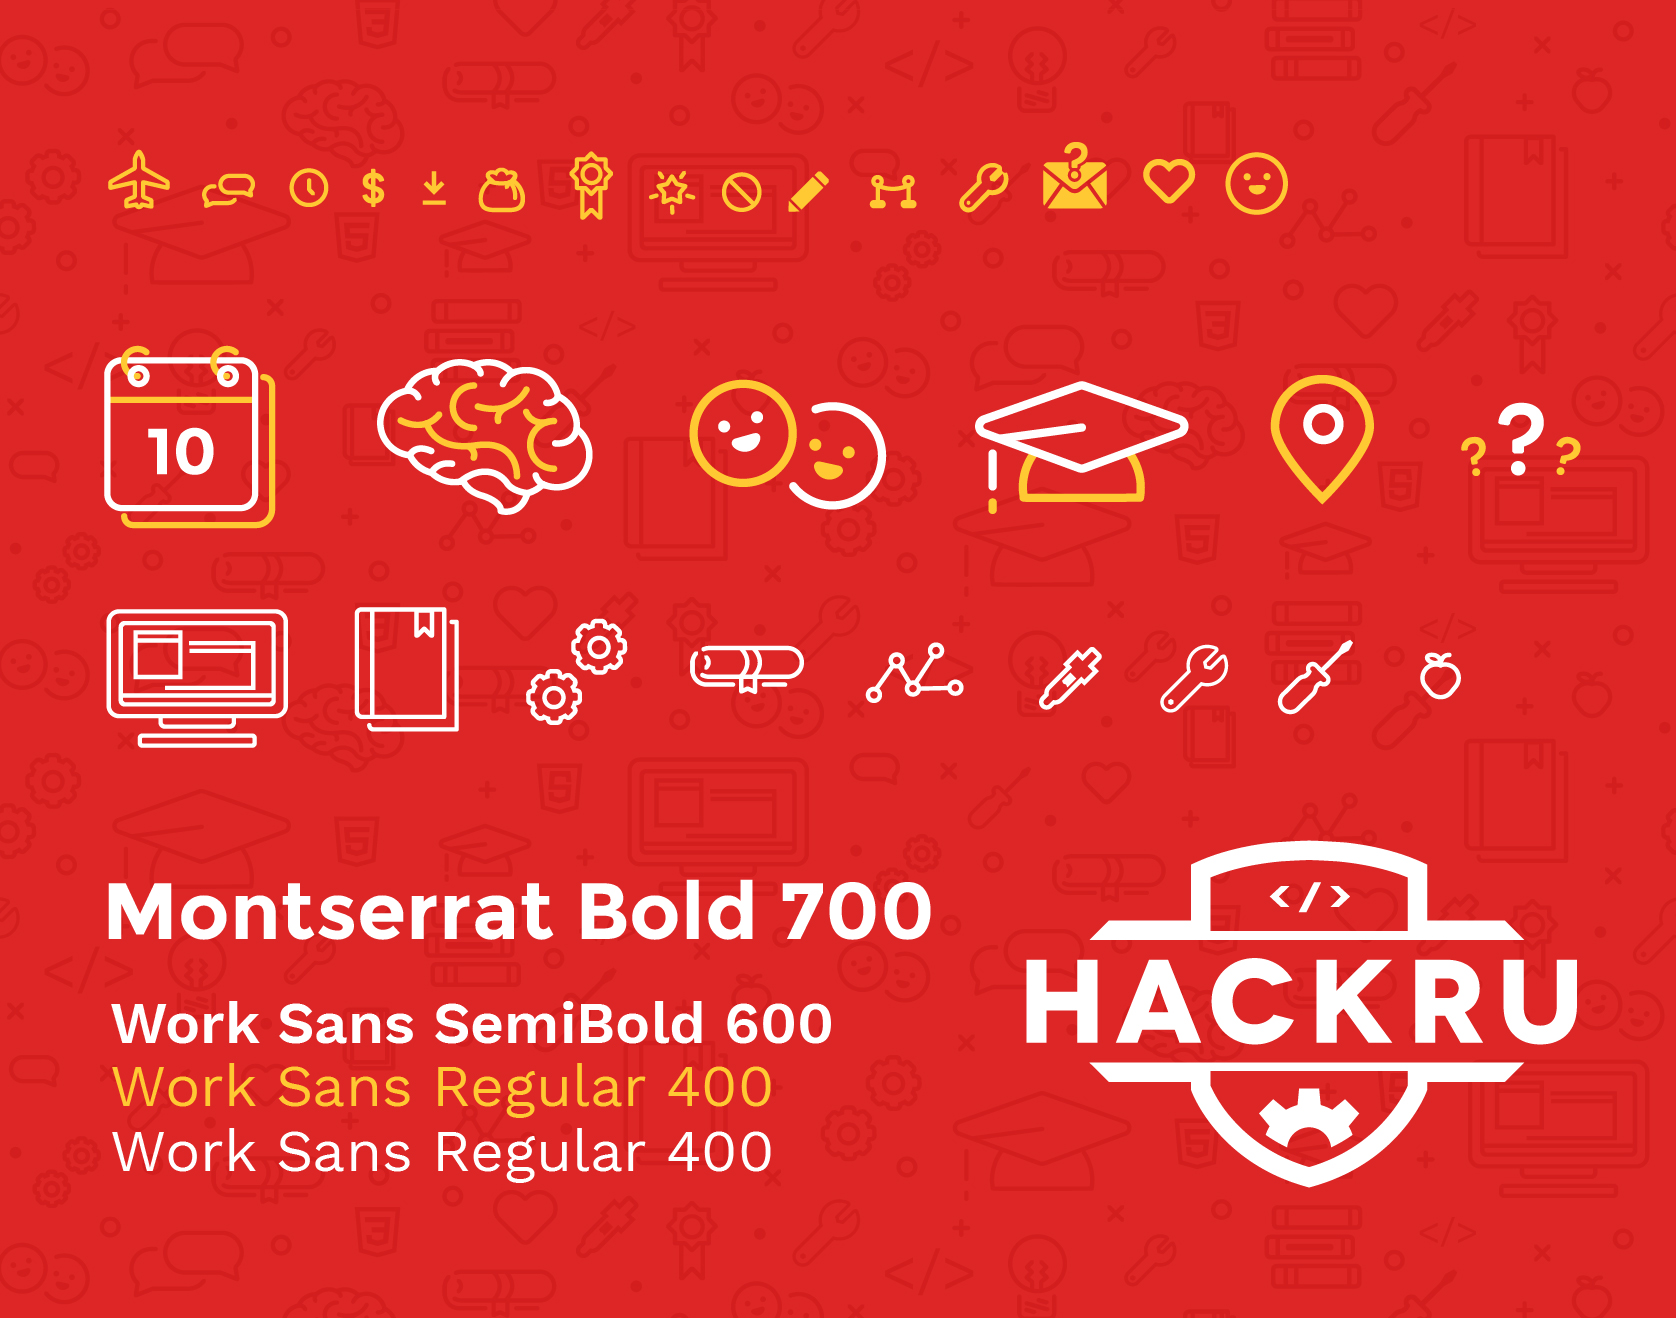 $
?
10
? ? ?
Montserrat Bold 700
Work Sans SemiBold 600
Work Sans Regular 400
Work Sans Regular 400
</>
HACKRU